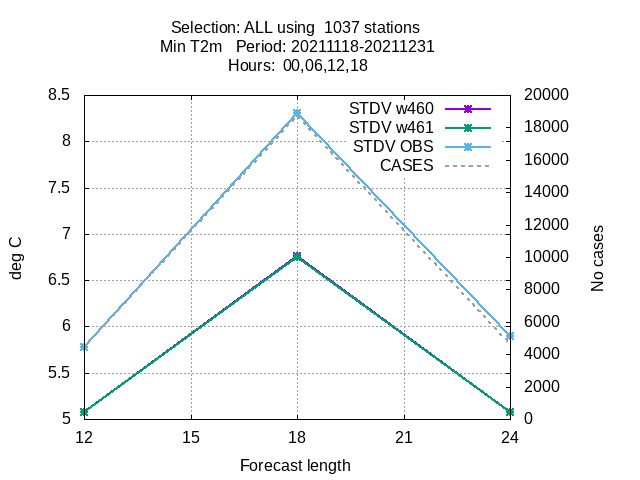 Selection: ALL using  1037 stations
Min T2m   Period: 20211118-20211231
Hours:  00,06,12,18
8.5
8
7.5
7
6.5
6
5.5
5
20000
18000
16000
14000
12000
10000
8000
6000
4000
2000
0
STDV w460
STDV w461
STDV OBS
CASES
deg C
No cases
12 15 18 21 24
Forecast length